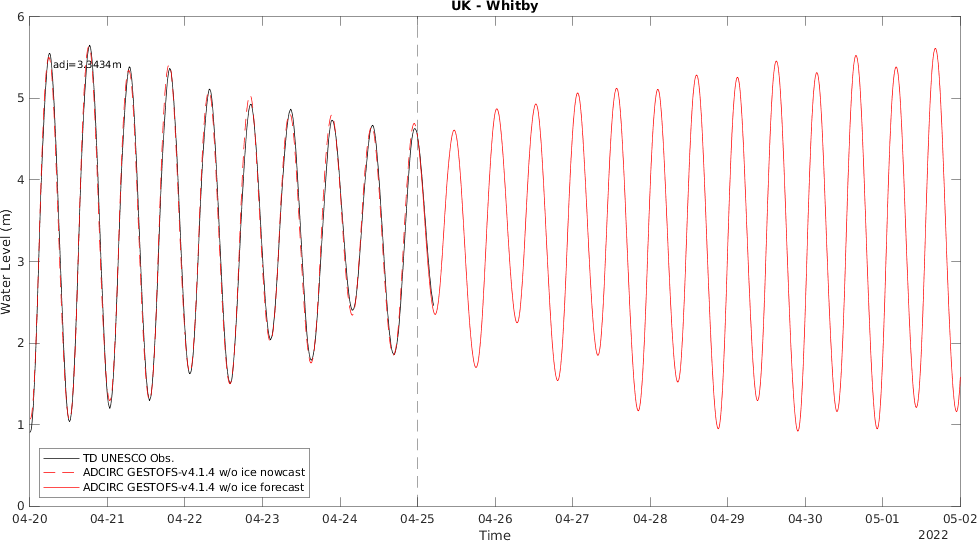 UK - Whitby
6
adj=3.3434m
5
4
3
2
1
0
Water Level (m)
TD UNESCO Obs.
ADCIRC GESTOFS-v4.1.4 w/o ice nowcast
ADCIRC GESTOFS-v4.1.4 w/o ice forecast
04-20 04-21 04-22 04-23 04-24 04-25 04-26 04-27 04-28 04-29 04-30 05-01 05-02
Time
2022